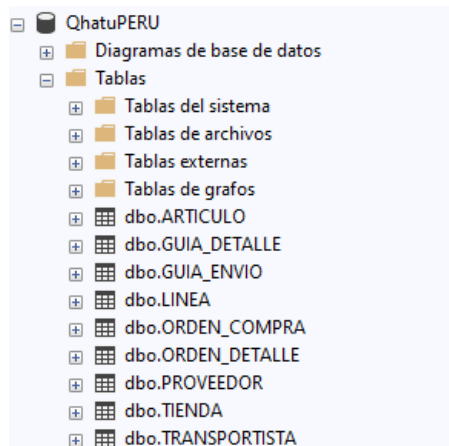 QhatuPERU
Diagramas de base de datos
Tablas
Tablas del sistema
Tablas de archivos
Tablas externas
Tablas de grafos
dbo.ARTICULO
dbo.GUIA_DETALLE
dbo.GUIA_ENVIO
dbo.LINEA
dbo.ORDEN_COMPRA
dbo.ORDEN_DETALLE
dbo.PROVEEDOR
dbo.TIENDA
dbo.TRANSPORTISTA